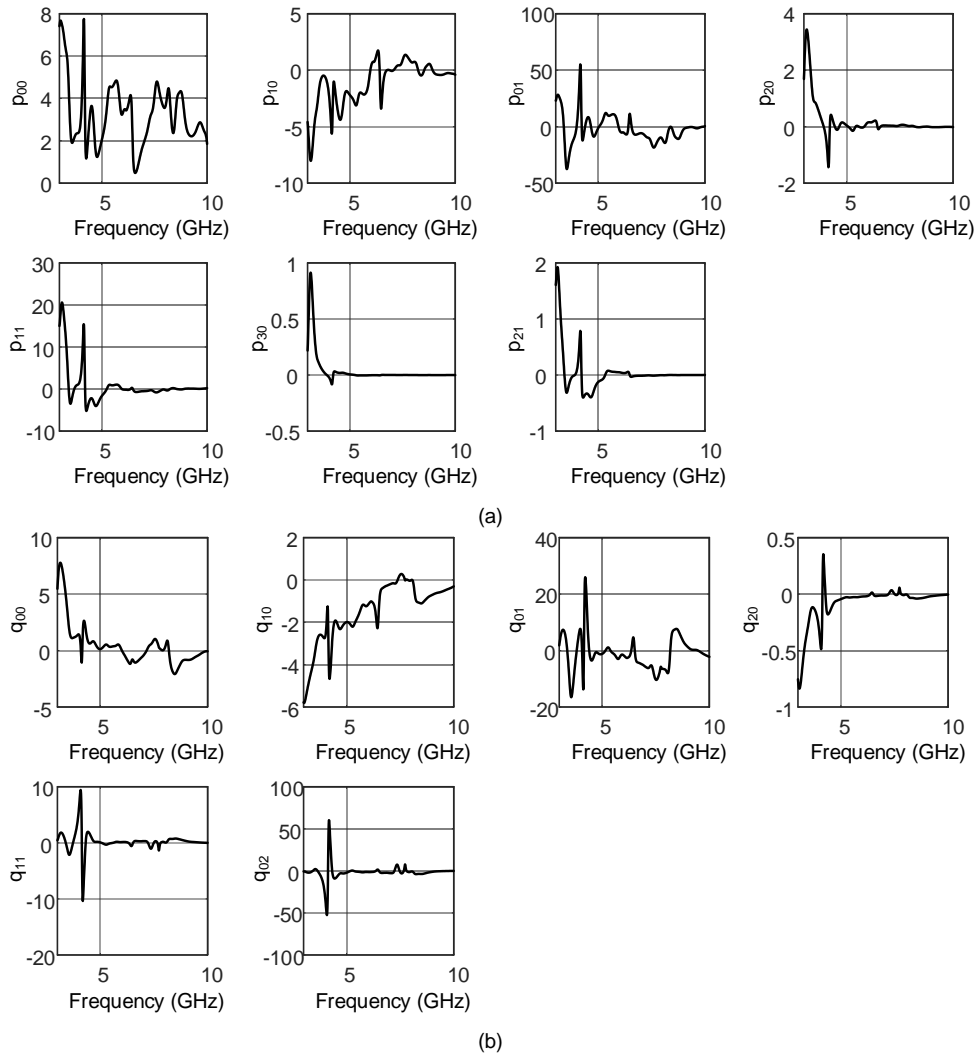 8
6
4
2
0
p00
5
10
Frequency (GHz)
5
0
-5
-10
p10
5
10
Frequency (GHz)
100
50
0
-50
p01
5
10
Frequency (GHz)
4
2
0
-2
p20
5
10
Frequency (GHz)
30
20
10
0
-10
p11
5
10
Frequency (GHz)
1
0.5
0
-0.5
p30
5
10
Frequency (GHz)
2
1
0
-1
p21
5
10
Frequency (GHz)
(a)
10
5
0
-5
q00
5
10
Frequency (GHz)
2
0
-2
-4
-6
q10
5
10
Frequency (GHz)
40
20
0
-20
q01
5
10
Frequency (GHz)
0.5
0
-0.5
-1
q20
5
10
Frequency (GHz)
10
0
-10
-20
q11
5
10
Frequency (GHz)
100
50
0
-50
-100
q02
5
10
Frequency (GHz)
(b)